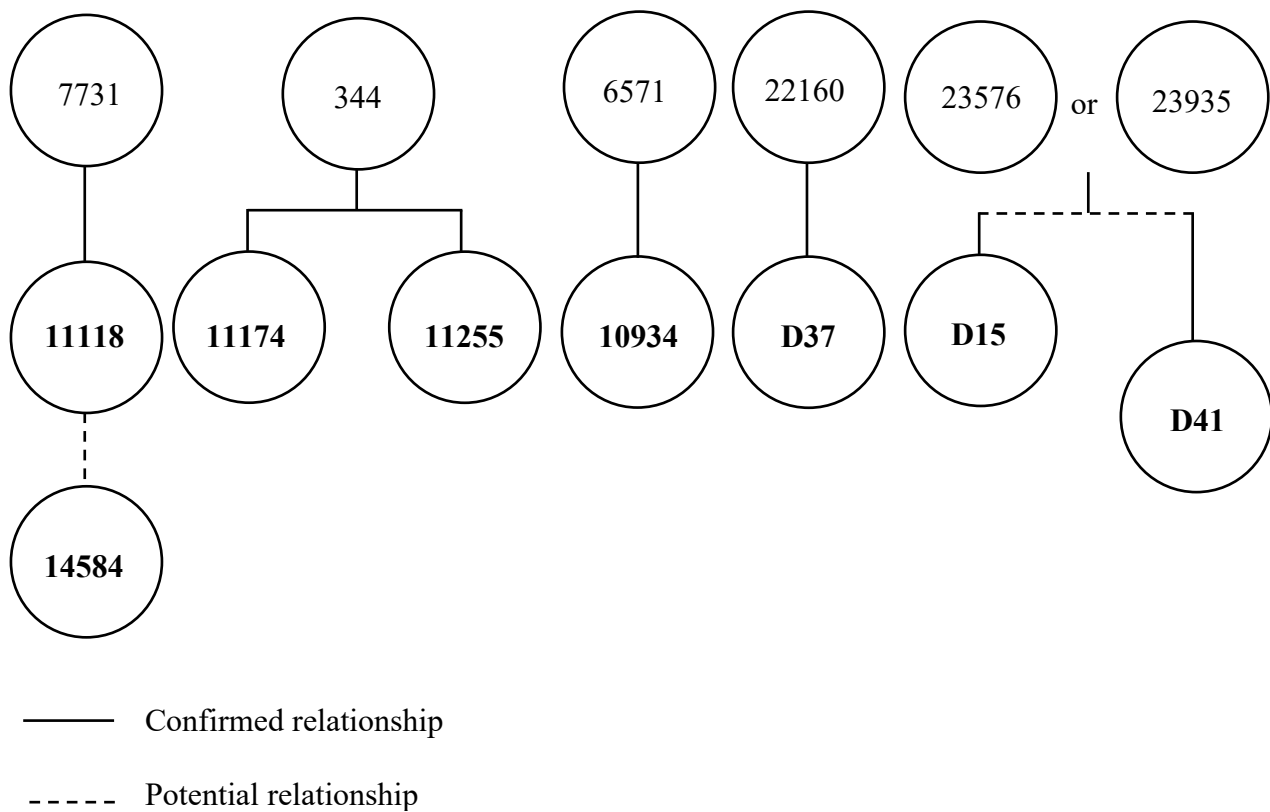 7731 344 6571 22160 23576 or 23935
11118 11174 11255 10934 D37 D15
D41
14584
Confirmed relationship
Potential relationship